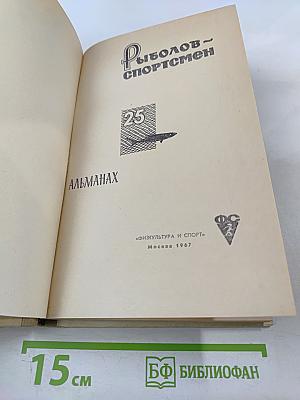 Рыболов~
спортсмен
25
АЛЬМАНАХ
ФС
«ФИЗКУЛЬТУРА И СПОРТ»
Москва 1967
15 см
БФ БИБЛИОФАН